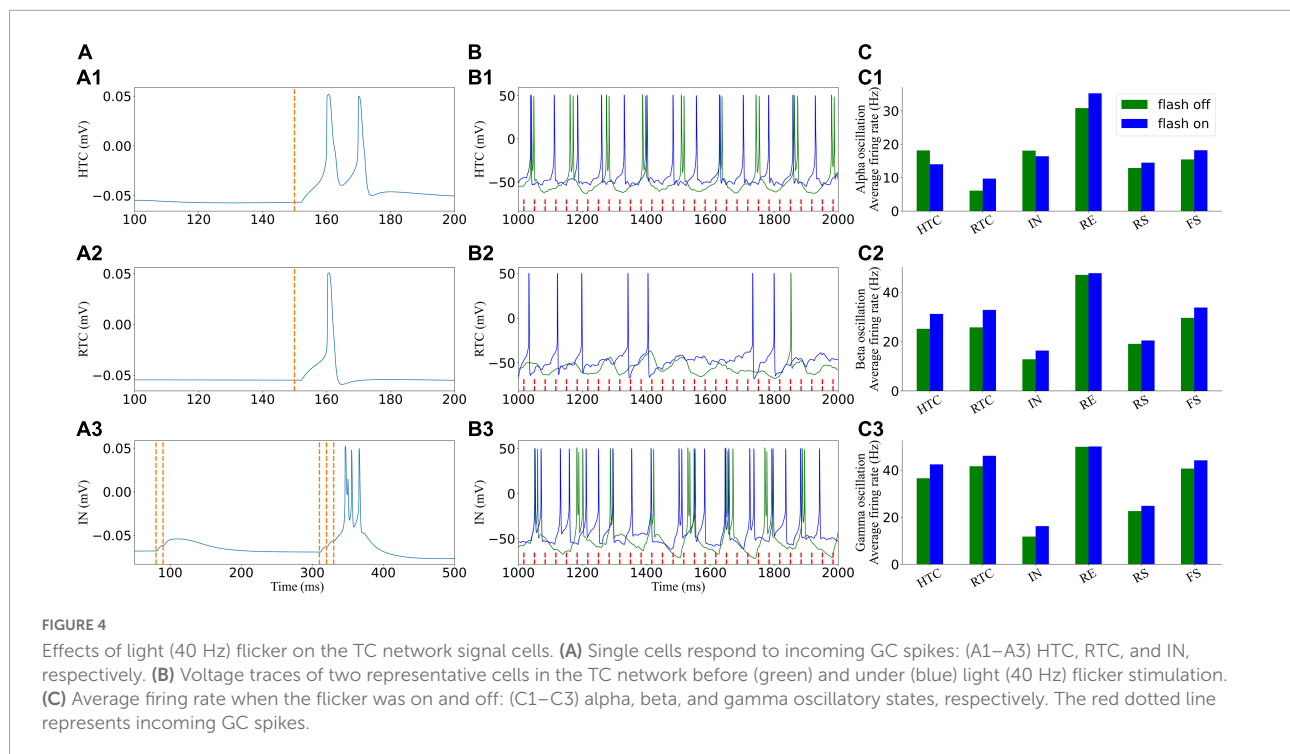 A
B
C
A1
B1
C1
0.05
0.00
−0.05
HTC (mV)
100
120
140
160
180
200
50
0
−50
HTC (mV)
1000
1200
1400
1600
1800
2000
30
20
10
0
Alpha oscillation
Average firing rate (Hz)
flash off
flash on
HTC
RTC
IN
RE
RS
FS
A2
B2
C2
0.05
0.00
−0.05
RTC (mV)
100
120
140
160
180
200
50
0
−50
RTC (mV)
1000
1200
1400
1600
1800
2000
40
20
0
Beta oscillation
Average firing rate (Hz)
HTC
RTC
IN
RE
RS
FS
A3
B3
C3
0.05
0.00
−0.05
IN (mV)
100
200
300
400
500
Time (ms)
50
0
−50
IN (mV)
1000
1200
1400
1600
1800
2000
Time (ms)
40
20
0
Gamma oscillation
Average firing rate (Hz)
HTC
RTC
IN
RE
RS
FS
FIGURE 4
Effects of light (40 Hz) flicker on the TC network signal cells. (A) Single cells respond to incoming GC spikes: (A1–A3) HTC, RTC, and IN,
respectively. (B) Voltage traces of two representative cells in the TC network before (green) and under (blue) light (40 Hz) flicker stimulation.
(C) Average firing rate when the flicker was on and off: (C1–C3) alpha, beta, and gamma oscillatory states, respectively. The red dotted line
represents incoming GC spikes.